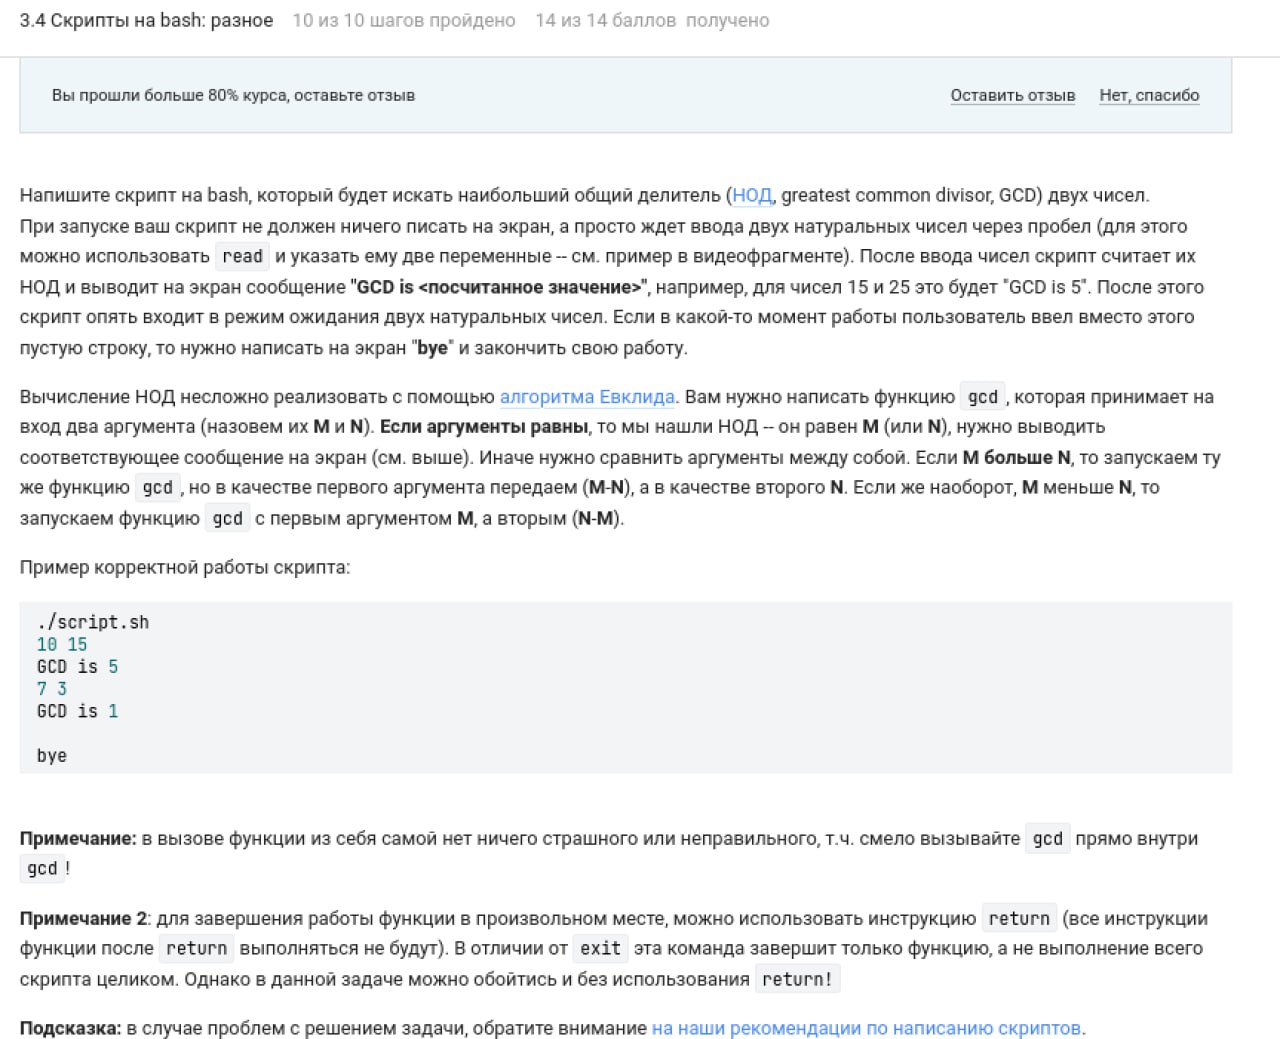 3.4 Скрипты на bash: разное 10 из 10 шагов пройдено 14 из 14 баллов получено
Вы прошли больше 80% курса, оставьте отзыв Оставить отзыв Нет, спасибо
Напишите скрипт на bash, который будет искать наибольший общий делитель (НОД, greatest common divisor, GCD) двух чисел.
При запуске ваш скрипт не должен ничего писать на экран, а просто ждет ввода двух натуральных чисел через пробел (для этого
можно использовать read и указать ему две переменные -- см. пример в видеофрагменте). После ввода чисел скрипт считает их
НОД и выводит на экран сообщение "GCD is <посчитанное значение>", например, для чисел 15 и 25 это будет "GCD is 5". После этого
скрипт опять входит в режим ожидания двух натуральных чисел. Если в какой-то момент работы пользователь ввел вместо этого
пустую строку, то нужно написать на экран "bye" и закончить свою работу.
Вычисление НОД несложно реализовать с помощью алгоритма Евклида. Вам нужно написать функцию gcd, которая принимает на
вход два аргумента (назовем их M и N). Если аргументы равны, то мы нашли НОД -- он равен M (или N), нужно выводить
соответствующее сообщение на экран (см. выше). Иначе нужно сравнить аргументы между собой. Если M больше N, то запускаем ту
же функцию gcd, но в качестве первого аргумента передаем (M-N), а в качестве второго N. Если же наоборот, M меньше N, то
запускаем функцию gcd с первым аргументом M, а вторым (N-M).
Пример корректной работы скрипта:
./script.sh
10 15
GCD is 5
7 3
GCD is 1
bye
Примечание: в вызове функции из себя самой нет ничего страшного или неправильного, т.ч. смело вызывайте gcd прямо внутри
gcd !
Примечание 2: для завершения работы функции в произвольном месте, можно использовать инструкцию return (все инструкции
функции после return выполняться не будут). В отличии от exit эта команда завершит только функцию, а не выполнение всего
скрипта целиком. Однако в данной задаче можно обойтись и без использования return!
Подсказка: в случае проблем с решением задачи, обратите внимание на наши рекомендации по написанию скриптов.